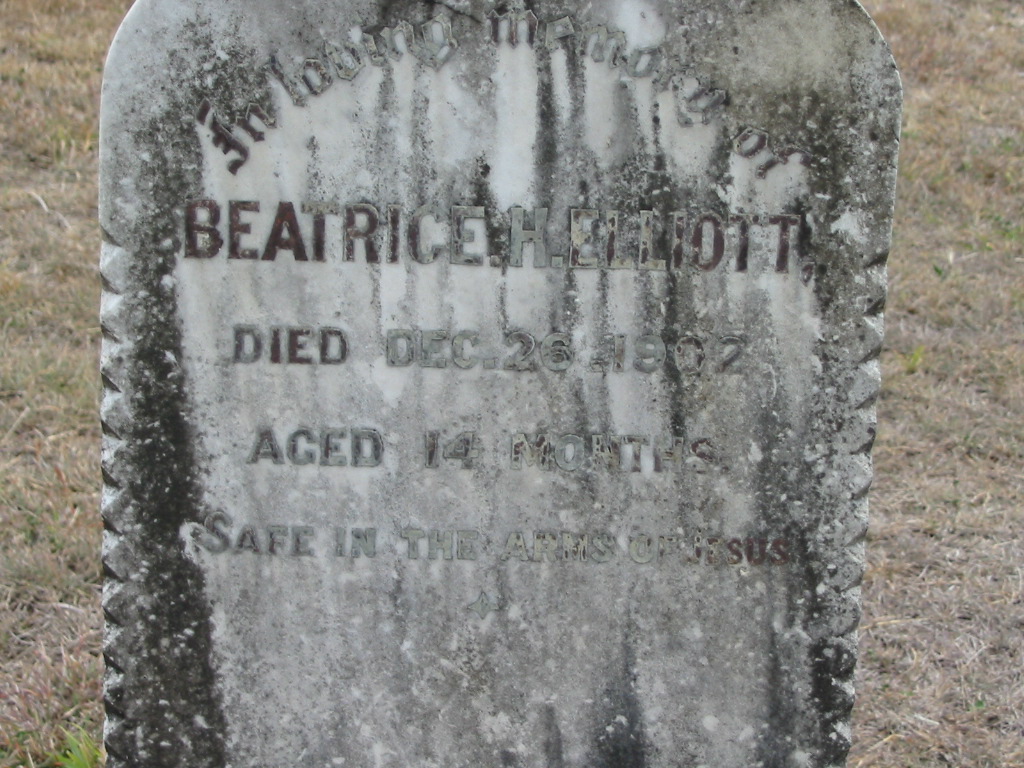 In loving memory of
BEATRICE.H.ELLIOTT,
DIED DEC.26.1902
AGED 14 MONTHS.
SAFE IN THE ARMS OF JESUS.